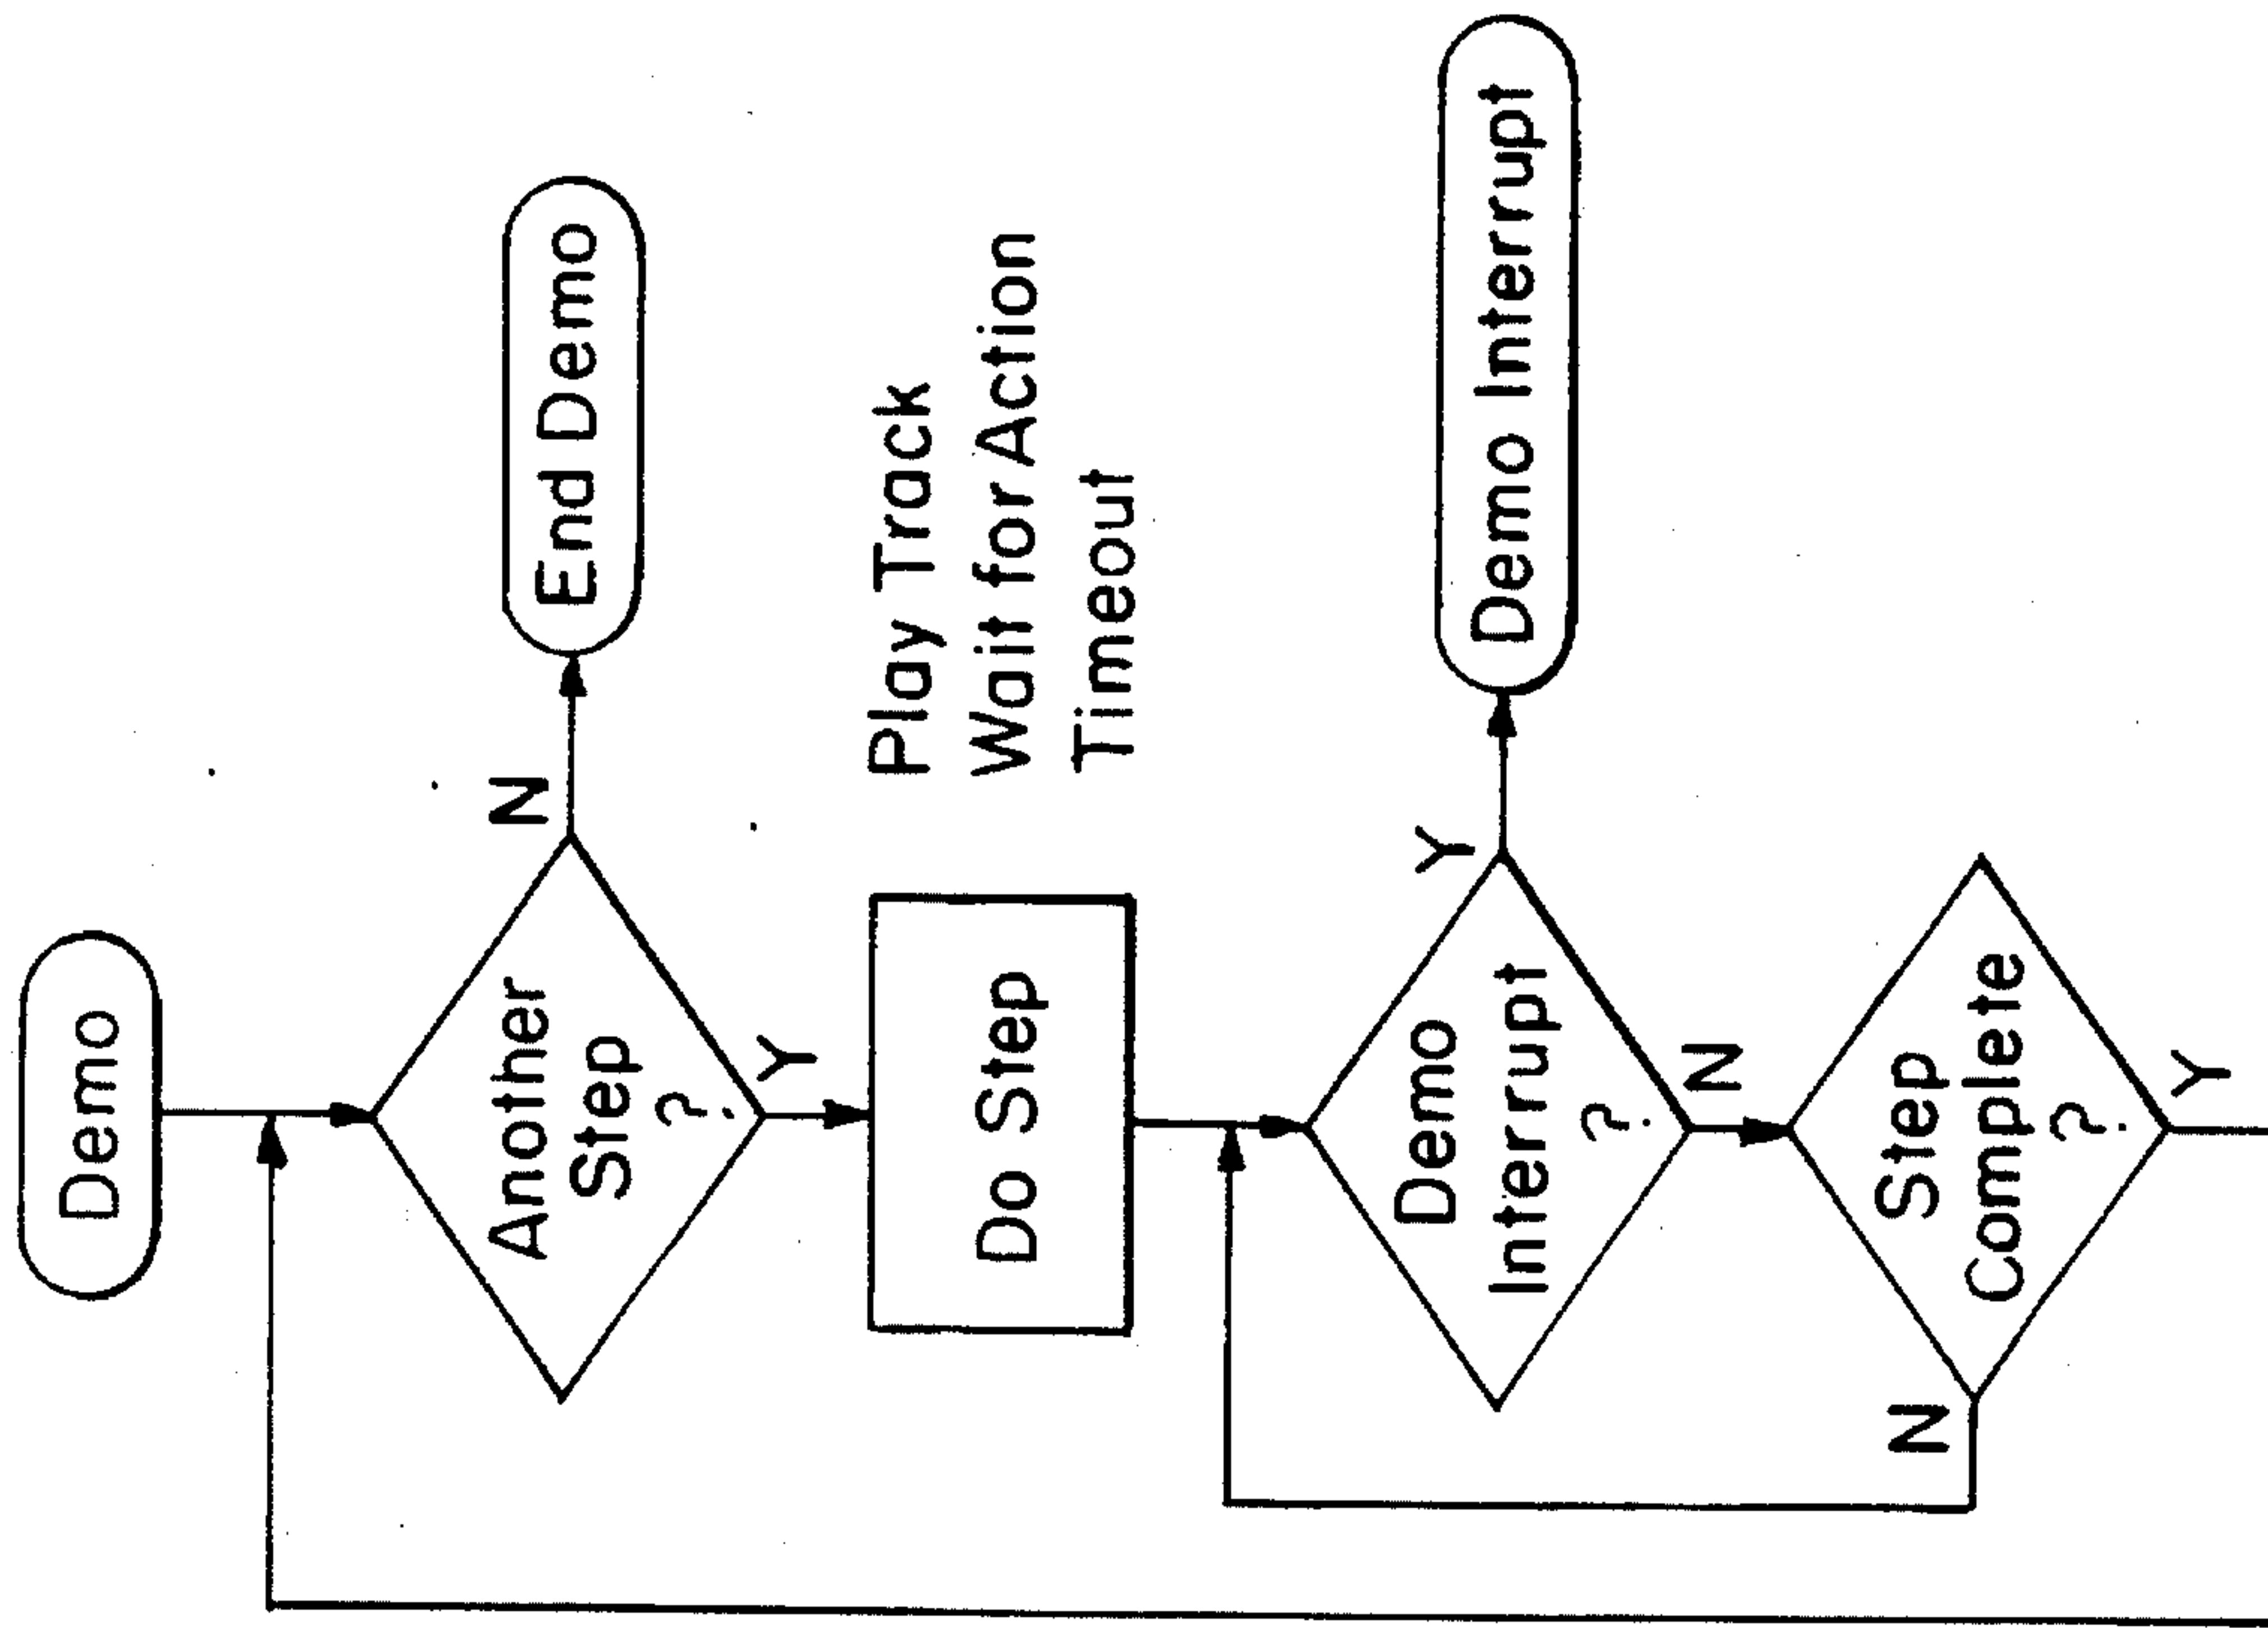 Demo
Another
Step
?
N
End Demo
Y
Do Step
Play Track
Wait for Action
Timeout
Demo
Interrupt
?
Y
Demo Interrupt
N
Step
Complete
?
N
Y